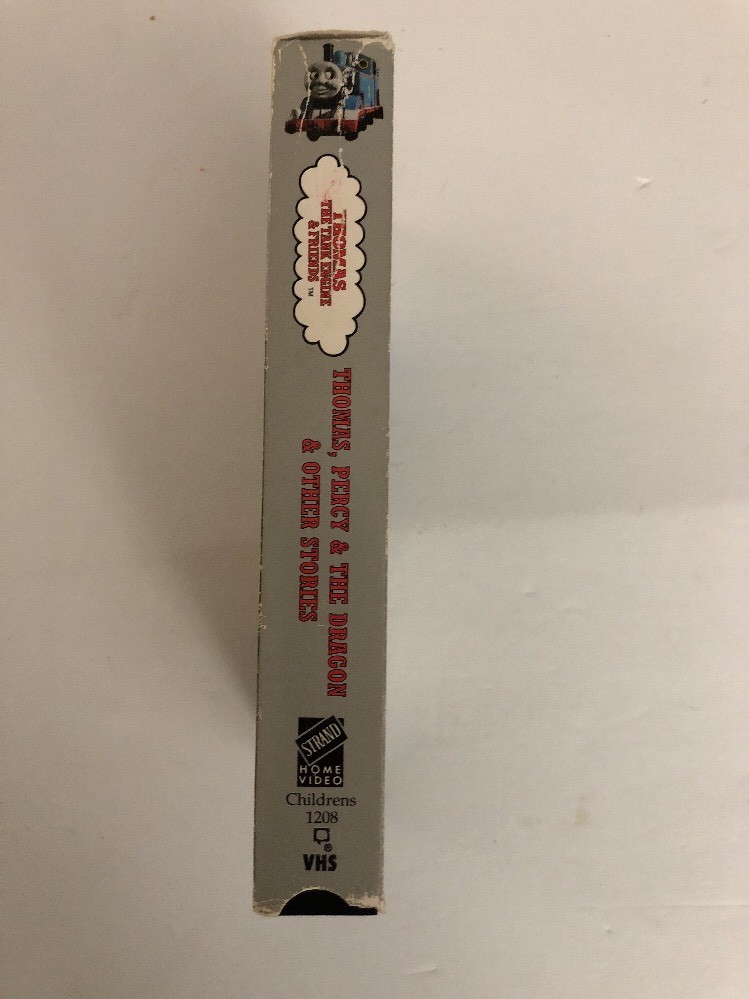 THOMAS
THE TANK ENGINE
& FRIENDS ™
THOMAS, PERCY & THE DRAGON
& OTHER STORIES
STRAND
HOME
VIDEO
Childrens
1208
®
VHS